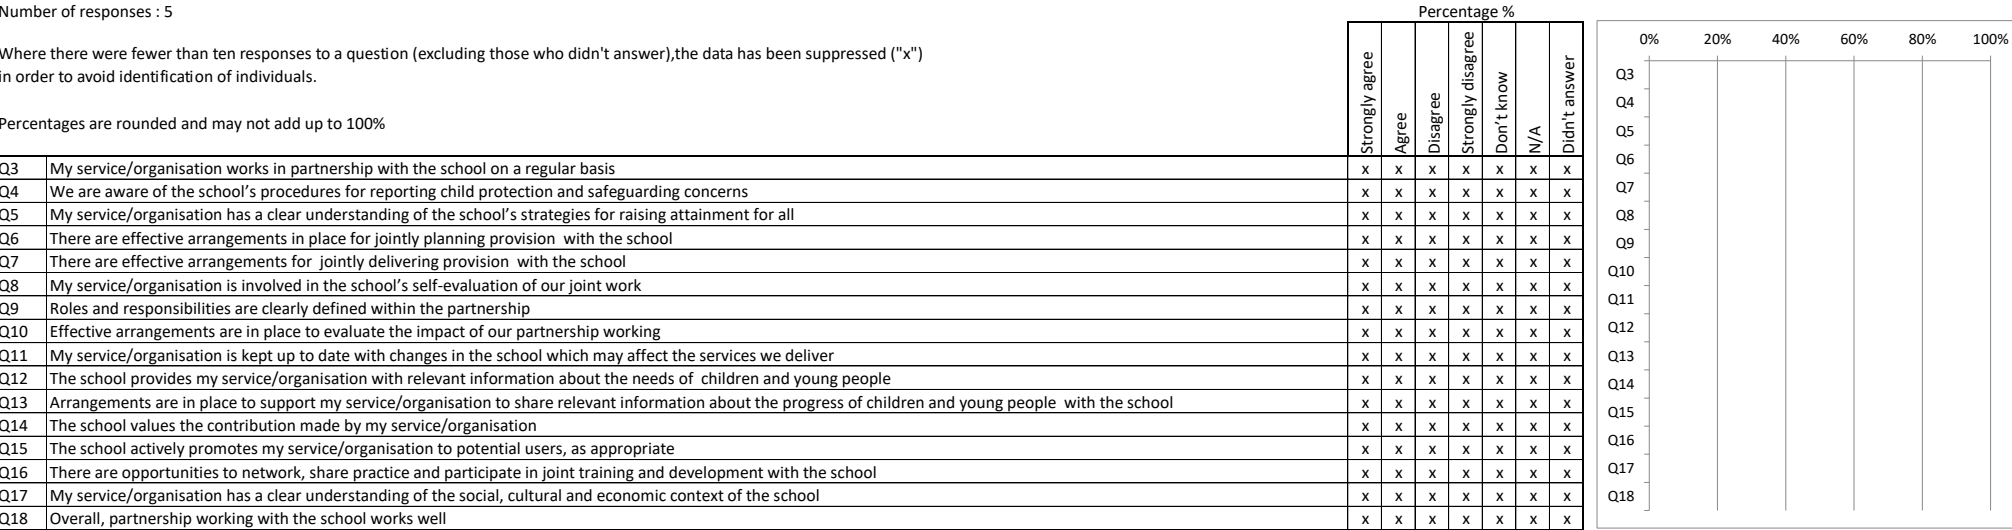 Number of responses : 5
Percentage %
Where there were fewer than ten responses to a question (excluding those who didn't answer),the data has been suppressed ("x")
in order to avoid identification of individuals.
Percentages are rounded and may not add up to 100%
Strongly agree
Agree
Disagree
Strongly disagree
Don't know
N/A
Didn't answer
Q3 My service/organisation works in partnership with the school on a regular basis x x x x x x x
Q4 We are aware of the school’s procedures for reporting child protection and safeguarding concerns x x x x x x x
Q5 My service/organisation has a clear understanding of the school’s strategies for raising attainment for all x x x x x x x
Q6 There are effective arrangements in place for jointly planning provision with the school x x x x x x x
Q7 There are effective arrangements for jointly delivering provision with the school x x x x x x x
Q8 My service/organisation is involved in the school’s self-evaluation of our joint work x x x x x x x
Q9 Roles and responsibilities are clearly defined within the partnership x x x x x x x
Q10 Effective arrangements are in place to evaluate the impact of our partnership working x x x x x x x
Q11 My service/organisation is kept up to date with changes in the school which may affect the services we deliver x x x x x x x
Q12 The school provides my service/organisation with relevant information about the needs of children and young people x x x x x x x
Q13 Arrangements are in place to support my service/organisation to share relevant information about the progress of children and young people with the school x x x x x x x
Q14 The school values the contribution made by my service/organisation x x x x x x x
Q15 The school actively promotes my service/organisation to potential users, as appropriate x x x x x x x
Q16 There are opportunities to network, share practice and participate in joint training and development with the school x x x x x x x
Q17 My service/organisation has a clear understanding of the social, cultural and economic context of the school x x x x x x x
Q18 Overall, partnership working with the school works well x x x x x x x
0% 20% 40% 60% 80% 100%
Q3
Q4
Q5
Q6
Q7
Q8
Q9
Q10
Q11
Q12
Q13
Q14
Q15
Q16
Q17
Q18